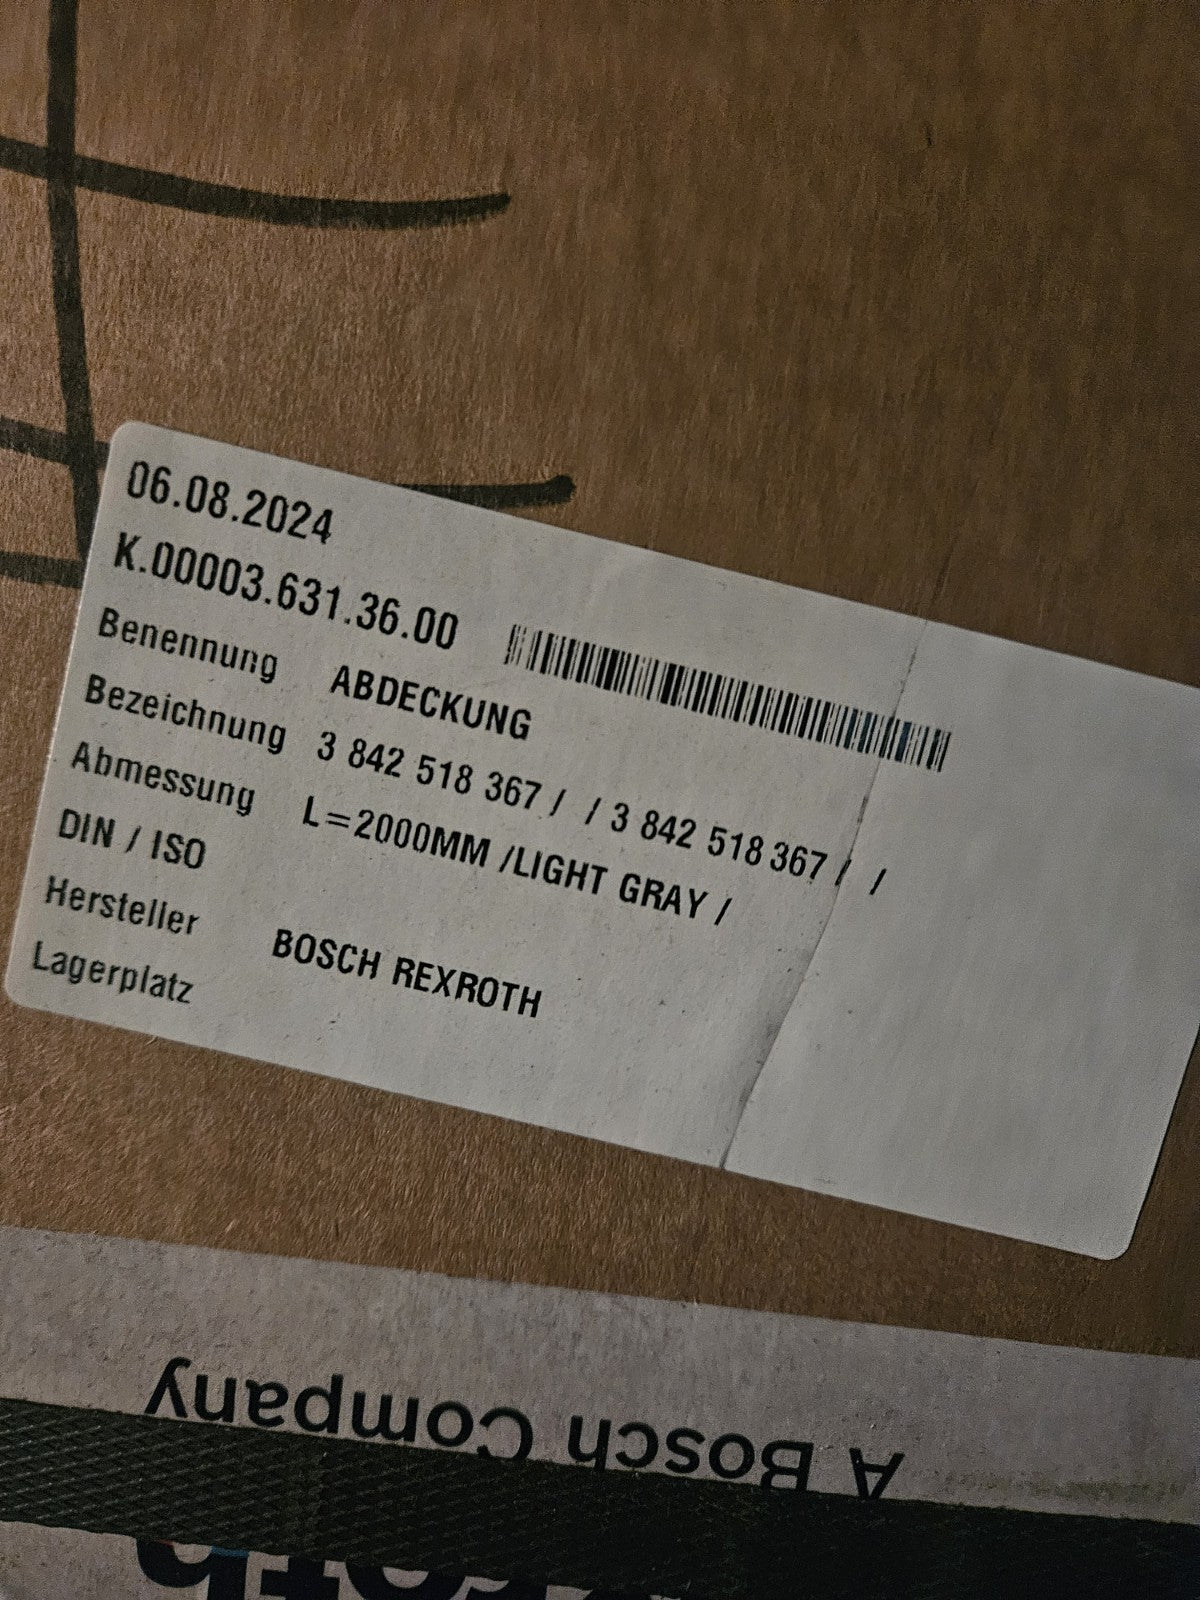 06.08.2024
K.00003.631.36.00
Benennung ABDECKUNG
Bezeichnung 3 842 518 367 / / 3 842 518 367 / /
Abmessung L=2000MM /LIGHT GRAY /
DIN / ISO
Hersteller BOSCH REXROTH
Lagerplatz
A Bosch Company